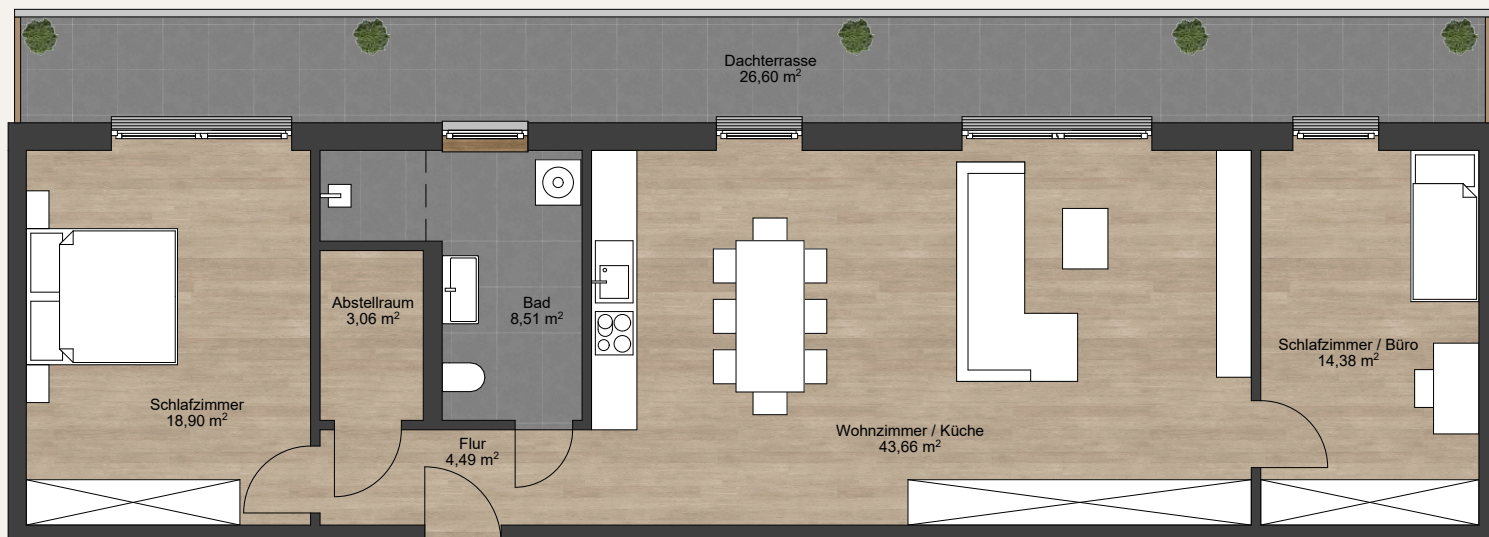 Dachterrasse
26,60 m²
Abstellraum
3,06 m²
Bad
8,51 m²
Schlafzimmer / Büro
14,38 m²
Schlafzimmer
18,90 m²
Flur
4,49 m²
Wohnzimmer / Küche
43,66 m²